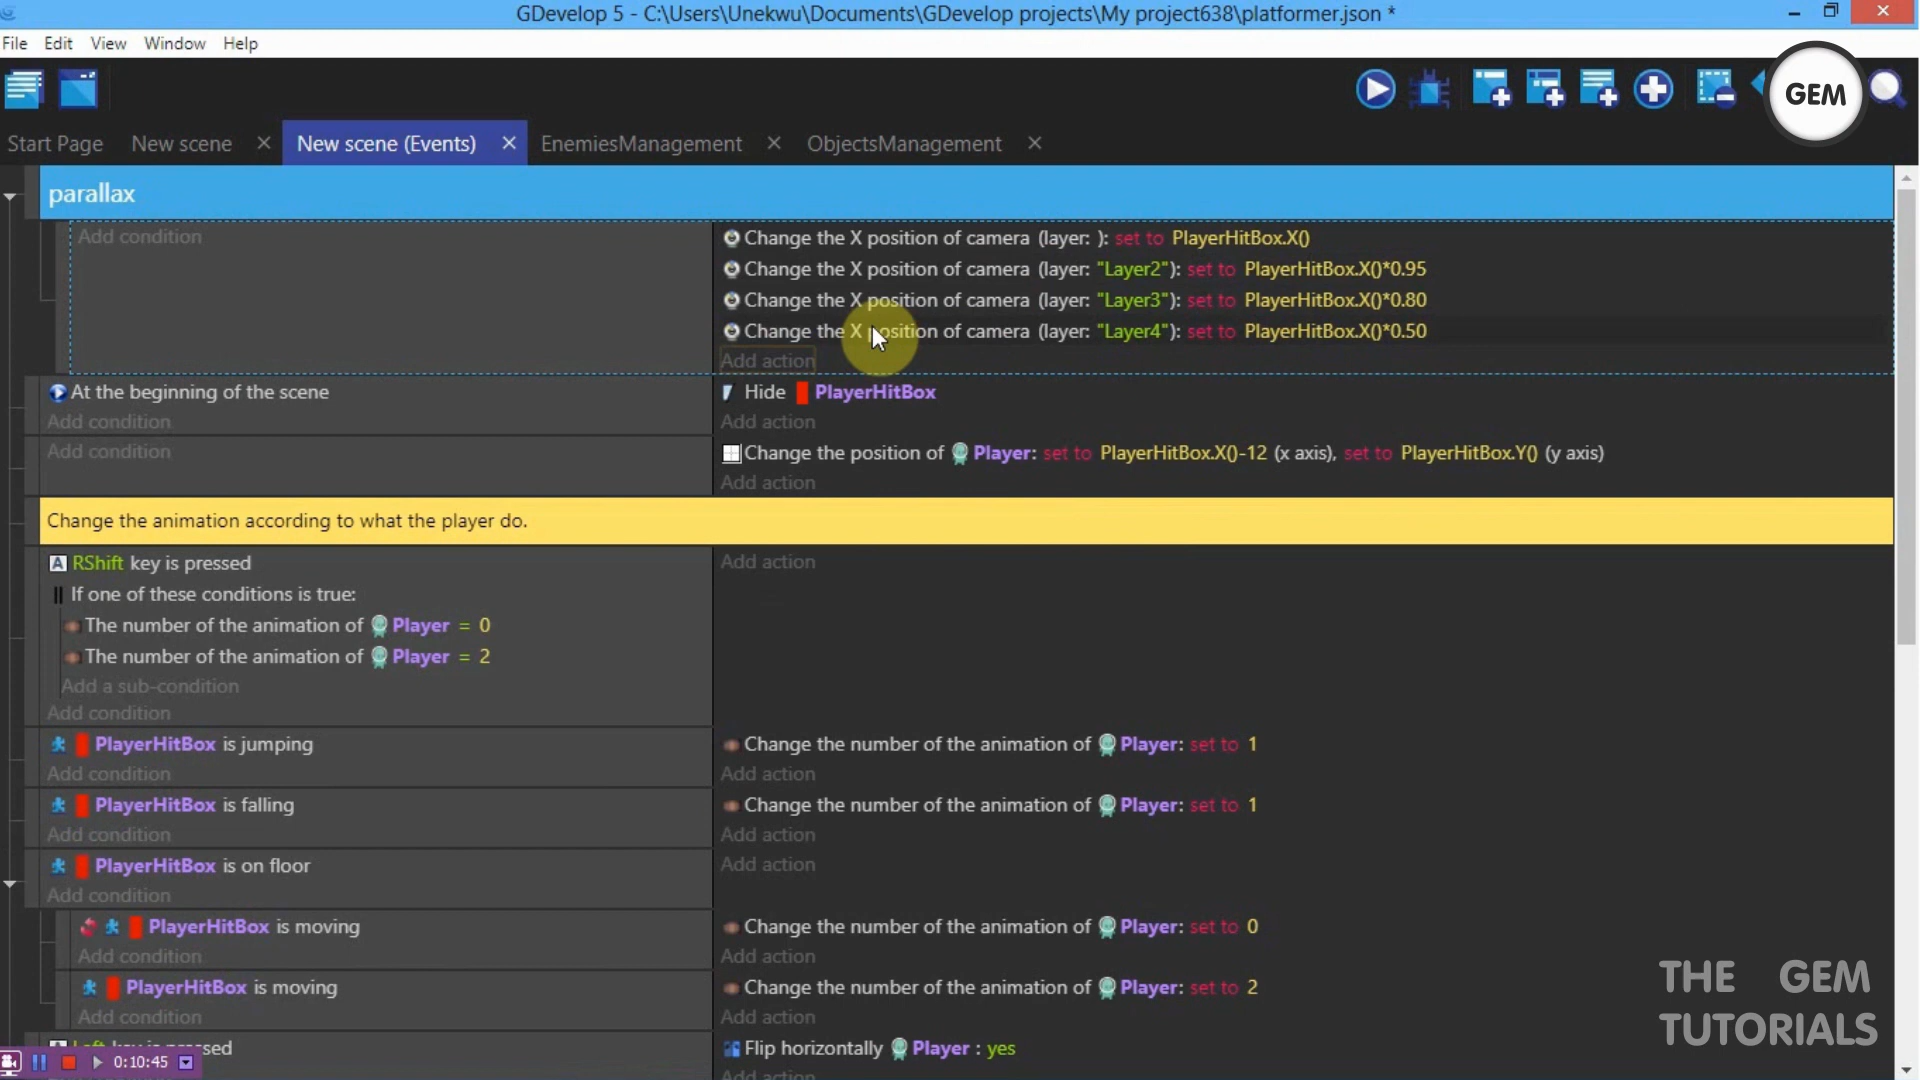 GDevelop 5 - C:\Users\Unekwu\Documents\GDevelop projects\My project638\platformer.json *
File Edit View Window Help
GEM
Start Page New scene New scene (Events) EnemiesManagement ObjectsManagement
parallax
Add condition
Change the X position of camera (layer: ): set to PlayerHitBox.X()
Change the X position of camera (layer: "Layer2"): set to PlayerHitBox.X()*0.95
Change the X position of camera (layer: "Layer3"): set to PlayerHitBox.X()*0.80
Change the X position of camera (layer: "Layer4"): set to PlayerHitBox.X()*0.50
Add action
At the beginning of the scene Hide PlayerHitBox
Add condition Add action
Add condition Change the position of Player: set to PlayerHitBox.X()-12 (x axis), set to PlayerHitBox.Y() (y axis)
Add action
Change the animation according to what the player do.
RShift key is pressed Add action
If one of these conditions is true:
The number of the animation of Player = 0
The number of the animation of Player = 2
Add a sub-condition
Add condition
PlayerHitBox is jumping Change the number of the animation of Player: set to 1
Add condition Add action
PlayerHitBox is falling Change the number of the animation of Player: set to 1
Add condition Add action
PlayerHitBox is on floor Add action
Add condition
PlayerHitBox is moving Change the number of the animation of Player: set to 0
Add condition Add action
PlayerHitBox is moving Change the number of the animation of Player: set to 2
Add condition Add action
Left key is pressed Flip horizontally Player : yes
Add action
0:10:45
THE GEM
TUTORIALS